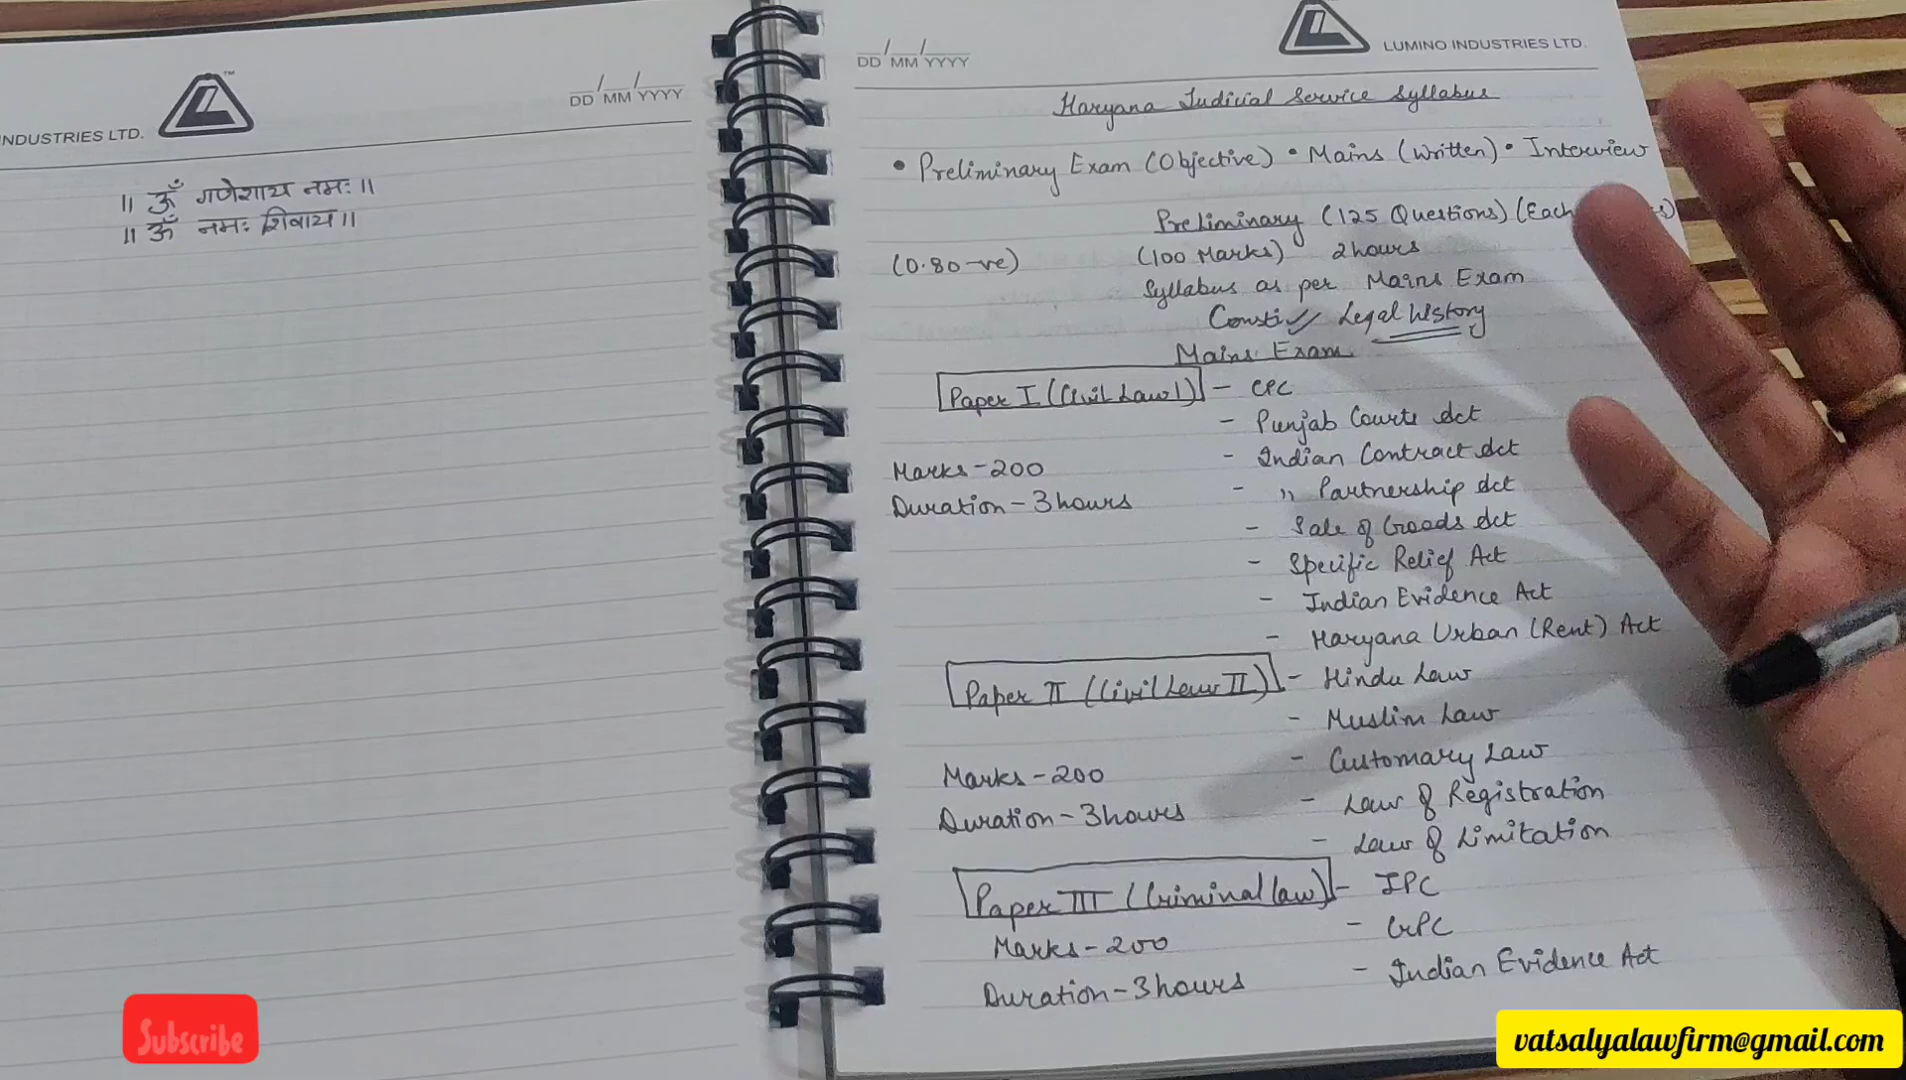 INDUSTRIES LTD.
DD MM YYYY
|| ॐ गणेशाय नमः ||
|| ॐ नमः शिवाय ||
DD MM YYYY
LUMINO INDUSTRIES LTD.
Haryana Judicial Service Syllabus
• Preliminary Exam (Objective) • Mains (Written) • Interview
Preliminary (125 Questions) (Each
(0.80-ve) (100 Marks) 2 hours
Syllabus as per Mains Exam
Consti Legal history
Mains Exam
Paper I (Civil Law I) - CPC
- Punjab Courts Act
Marks - 200 - Indian Contract Act
Duration - 3 hours - " Partnership Act
- Sale of Goods Act
- Specific Relief Act
- Indian Evidence Act
- Haryana Urban (Rent) Act
Paper II (Civil Law II) - Hindu Law
- Muslim Law
Marks - 200 - Customary Law
Duration - 3 hours - Law of Registration
- Law of Limitation
Paper III (Criminal Law) - IPC
Marks - 200 - CrPC
Duration - 3 hours - Indian Evidence Act
Subscribe
vatsalyalawfirm@gmail.com